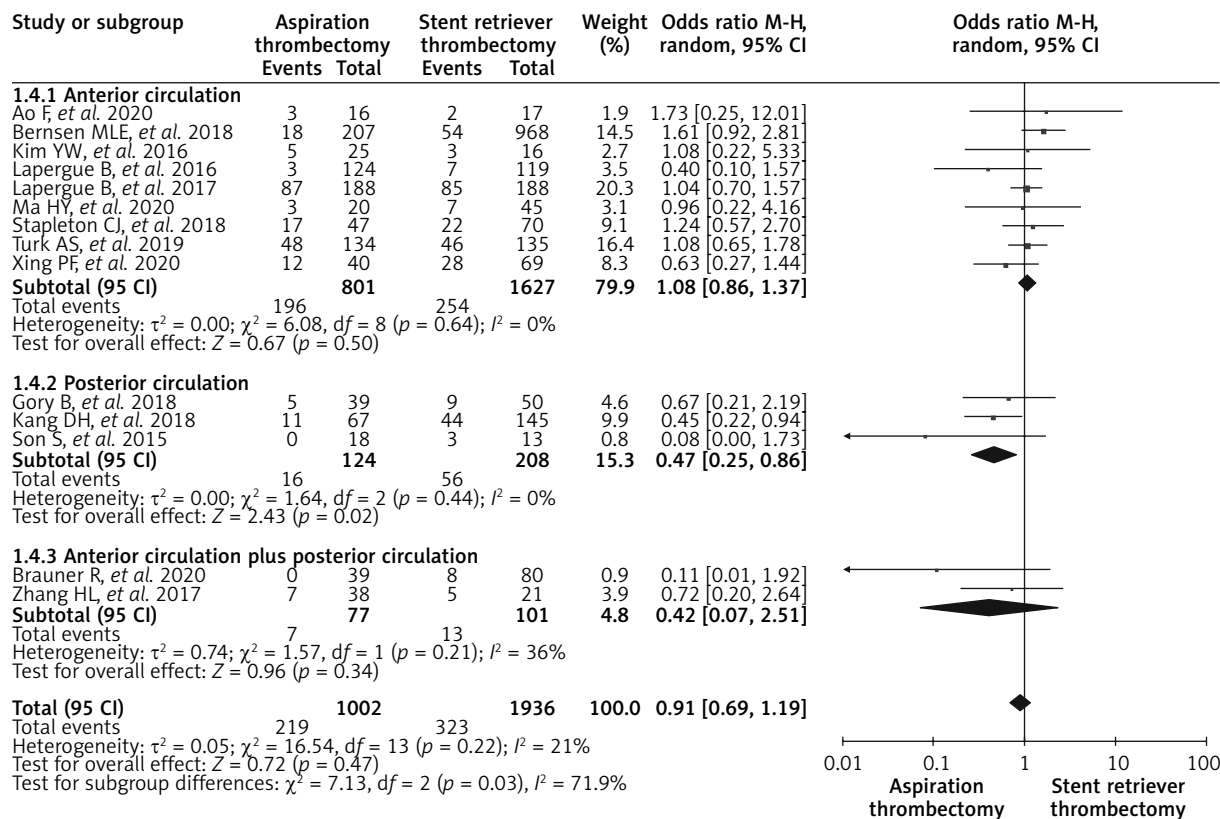 Study or subgroup Aspiration Stent retriever Weight Odds ratio M-H, Odds ratio M-H,
thrombectomy thrombectomy (%) random, 95% CI random, 95% CI
Events Total Events Total
1.4.1 Anterior circulation
Ao F, et al. 2020 3 16 2 17 1.9 1.73 [0.25, 12.01]
Bernsen MLE, et al. 2018 18 207 54 968 14.5 1.61 [0.92, 2.81]
Kim YW, et al. 2016 5 25 3 16 2.7 1.08 [0.22, 5.33]
Lapergue B, et al. 2016 3 124 7 119 3.5 0.40 [0.10, 1.57]
Lapergue B, et al. 2017 87 188 85 188 20.3 1.04 [0.70, 1.57]
Ma HY, et al. 2020 3 20 7 45 3.1 0.96 [0.22, 4.16]
Stapleton CJ, et al. 2018 17 47 22 70 9.1 1.24 [0.57, 2.70]
Turk AS, et al. 2019 48 134 46 135 16.4 1.08 [0.65, 1.78]
Xing PF, et al. 2020 12 40 28 69 8.3 0.63 [0.27, 1.44]
Subtotal (95 CI) 801 1627 79.9 1.08 [0.86, 1.37]
Total events 196 254
Heterogeneity: τ² = 0.00; χ² = 6.08, df = 8 (p = 0.64); I² = 0%
Test for overall effect: Z = 0.67 (p = 0.50)
1.4.2 Posterior circulation
Gory B, et al. 2018 5 39 9 50 4.6 0.67 [0.21, 2.19]
Kang DH, et al. 2018 11 67 44 145 9.9 0.45 [0.22, 0.94]
Son S, et al. 2015 0 18 3 13 0.8 0.08 [0.00, 1.73]
Subtotal (95 CI) 124 208 15.3 0.47 [0.25, 0.86]
Total events 16 56
Heterogeneity: τ² = 0.00; χ² = 1.64, df = 2 (p = 0.44); I² = 0%
Test for overall effect: Z = 2.43 (p = 0.02)
1.4.3 Anterior circulation plus posterior circulation
Brauner R, et al. 2020 0 39 8 80 0.9 0.11 [0.01, 1.92]
Zhang HL, et al. 2017 7 38 5 21 3.9 0.72 [0.20, 2.64]
Subtotal (95 CI) 77 101 4.8 0.42 [0.07, 2.51]
Total events 7 13
Heterogeneity: τ² = 0.74; χ² = 1.57, df = 1 (p = 0.21); I² = 36%
Test for overall effect: Z = 0.96 (p = 0.34)
Total (95 CI) 1002 1936 100.0 0.91 [0.69, 1.19]
Total events 219 323
Heterogeneity: τ² = 0.05; χ² = 16.54, df = 13 (p = 0.22); I² = 21%
Test for overall effect: Z = 0.72 (p = 0.47)
Test for subgroup differences: χ² = 7.13, df = 2 (p = 0.03), I² = 71.9%
0.01 0.1 1 10 100
Aspiration Stent retriever
thrombectomy thrombectomy